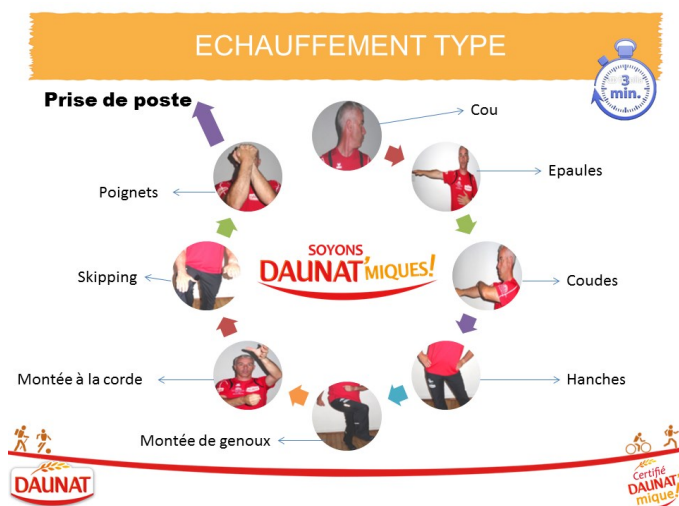 ECHAUFFEMENT TYPE
3
min.
Prise de poste
Cou
Epaules
Poignets
SOYONS
DAUNAT'MIQUES!
Skipping
Coudes
Montée à la corde
Hanches
Montée de genoux
DAUNAT
Certifié
DAUNAT'
mique!